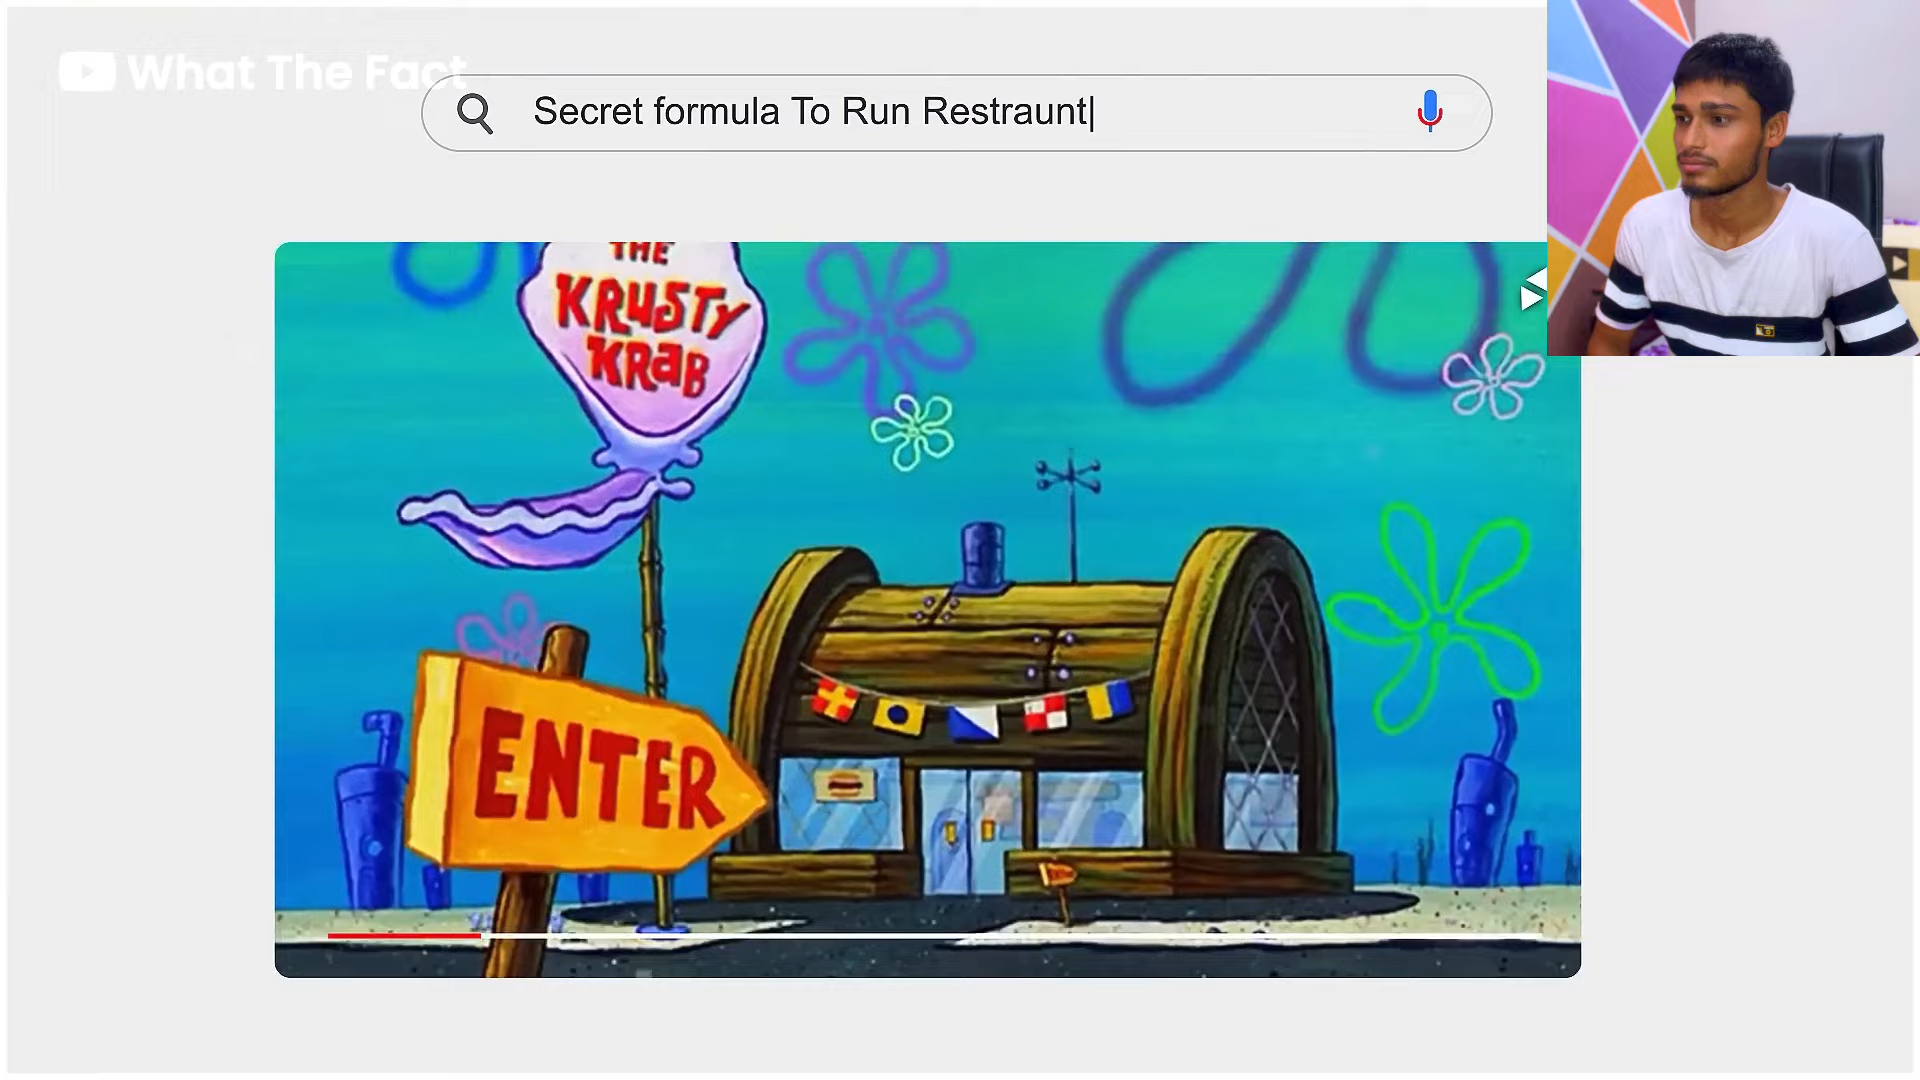 What The Fact
Secret formula To Run Restraunt
THE
KRUSTY
KRAB
ENTER